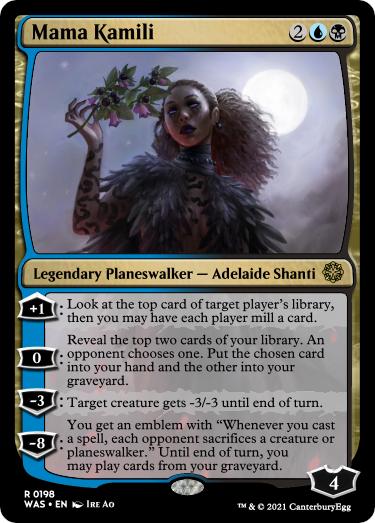 Mama Kamili 2
Legendary Planeswalker — Adelaide Shanti
+1: Look at the top card of target player's library,
then you may have each player mill a card.
Reveal the top two cards of your library. An
0: opponent chooses one. Put the chosen card
into your hand and the other into your
graveyard.
-3: Target creature gets -3/-3 until end of turn.
You get an emblem with “Whenever you cast
a spell, each opponent sacrifices a creature or
-8: planeswalker.” Until end of turn, you
may play cards from your graveyard.
4
R 0198
WAS • EN Ire Ao
™ & © 2021 CanterburyEgg